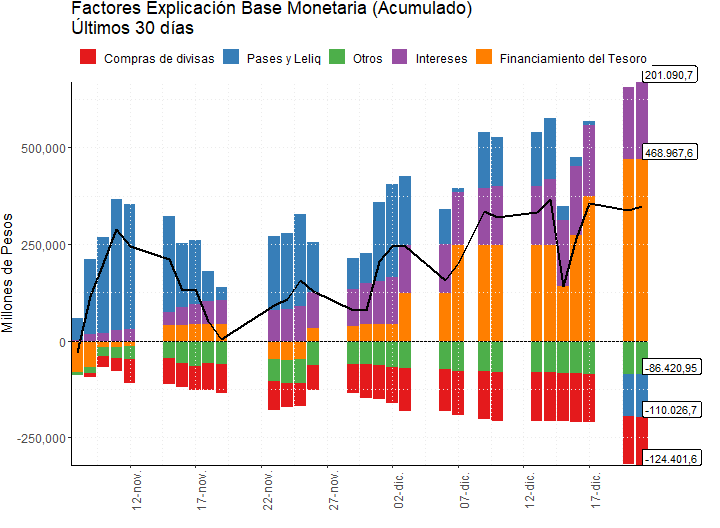 Factores Explicación Base Monetaria (Acumulado)
Últimos 30 días
Compras de divisas Pases y Leliq Otros Intereses Financiamiento del Tesoro
201.090,7
500,000
468.967,6
250,000
Millones de Pesos
0
-86.420,95
-110.026,7
-250,000
-124.401,6
12-nov. 17-nov. 22-nov. 27-nov. 02-dic. 07-dic. 12-dic. 17-dic.